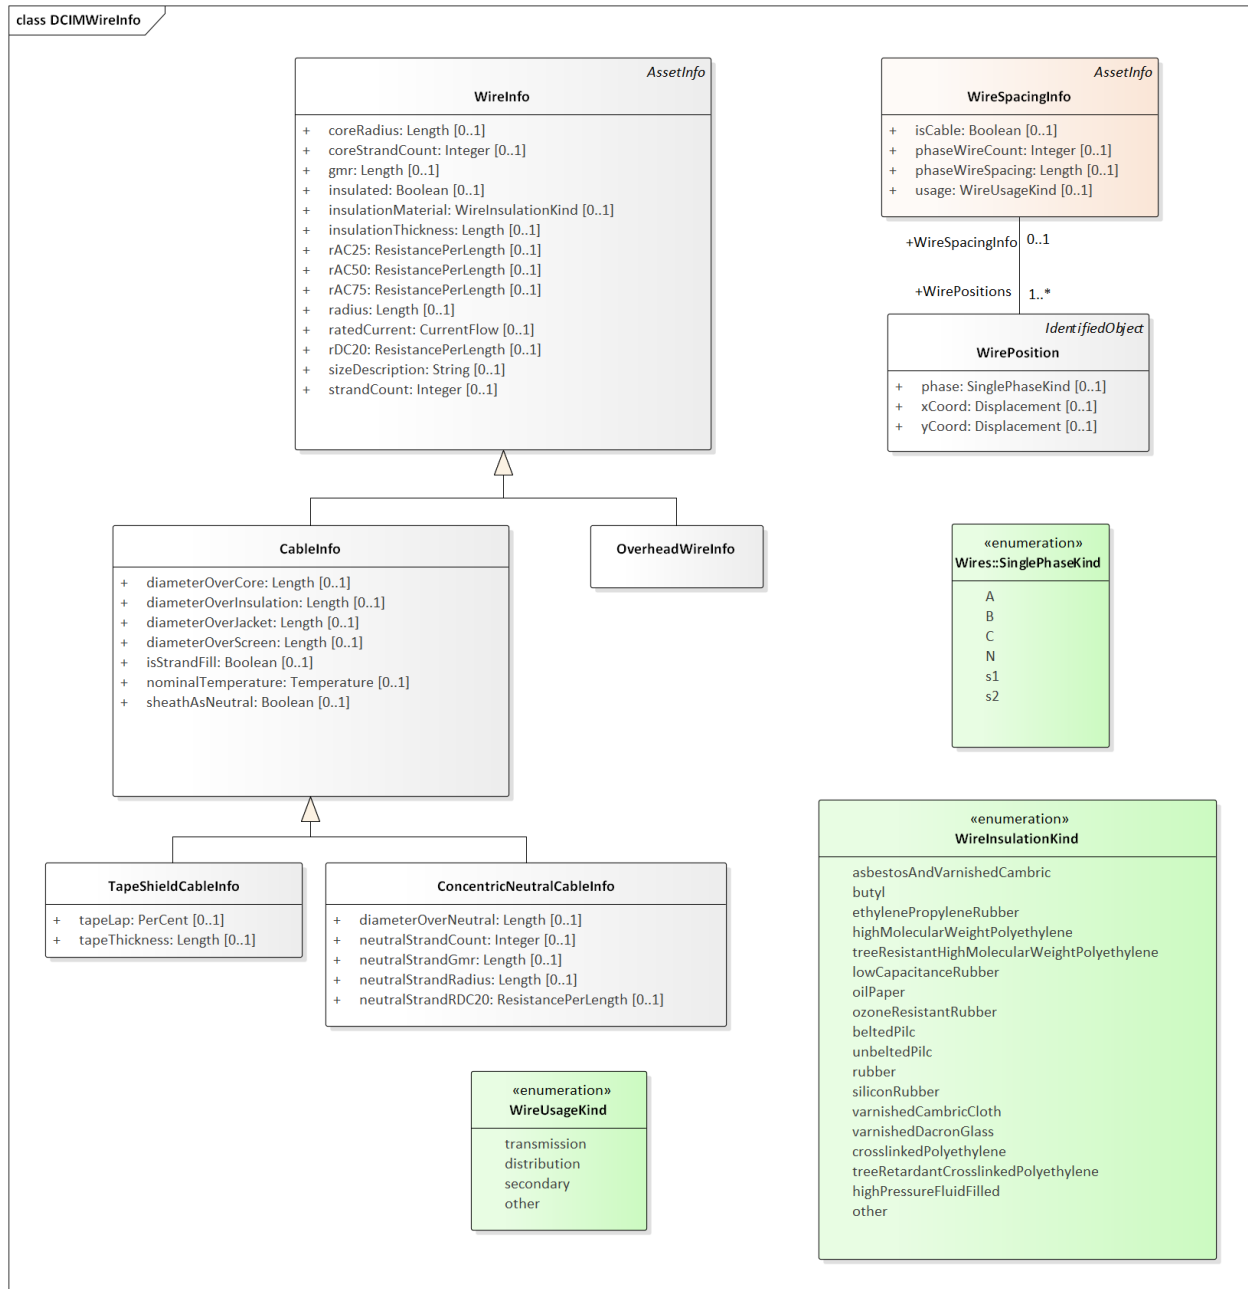 class DCIMWireInfo
AssetInfo
WireInfo
+ coreRadius: Length [0..1]
+ coreStrandCount: Integer [0..1]
+ gmr: Length [0..1]
+ insulated: Boolean [0..1]
+ insulationMaterial: WireInsulationKind [0..1]
+ insulationThickness: Length [0..1]
+ rAC25: ResistancePerLength [0..1]
+ rAC50: ResistancePerLength [0..1]
+ rAC75: ResistancePerLength [0..1]
+ radius: Length [0..1]
+ ratedCurrent: CurrentFlow [0..1]
+ rDC20: ResistancePerLength [0..1]
+ sizeDescription: String [0..1]
+ strandCount: Integer [0..1]
AssetInfo
WireSpacingInfo
+ isCable: Boolean [0..1]
+ phaseWireCount: Integer [0..1]
+ phaseWireSpacing: Length [0..1]
+ usage: WireUsageKind [0..1]
+WireSpacingInfo 0..1
+WirePositions 1..*
IdentifiedObject
WirePosition
+ phase: SinglePhaseKind [0..1]
+ xCoord: Displacement [0..1]
+ yCoord: Displacement [0..1]
CableInfo
+ diameterOverCore: Length [0..1]
+ diameterOverInsulation: Length [0..1]
+ diameterOverJacket: Length [0..1]
+ diameterOverScreen: Length [0..1]
+ isStrandFill: Boolean [0..1]
+ nominalTemperature: Temperature [0..1]
+ sheathAsNeutral: Boolean [0..1]
OverheadWireInfo
«enumeration»
Wires::SinglePhaseKind
A
B
C
N
s1
s2
TapeShieldCableInfo
+ tapeLap: PerCent [0..1]
+ tapeThickness: Length [0..1]
ConcentricNeutralCableInfo
+ diameterOverNeutral: Length [0..1]
+ neutralStrandCount: Integer [0..1]
+ neutralStrandGmr: Length [0..1]
+ neutralStrandRadius: Length [0..1]
+ neutralStrandRDC20: ResistancePerLength [0..1]
«enumeration»
WireInsulationKind
asbestosAndVarnishedCambric
butyl
ethylenePropyleneRubber
highMolecularWeightPolyethylene
treeResistantHighMolecularWeightPolyethylene
lowCapacitanceRubber
oilPaper
ozoneResistantRubber
beltedPilc
unbeltedPilc
rubber
siliconRubber
varnishedCambricCloth
varnishedDacronGlass
crosslinkedPolyethylene
treeRetardantCrosslinkedPolyethylene
highPressureFluidFilled
other
«enumeration»
WireUsageKind
transmission
distribution
secondary
other